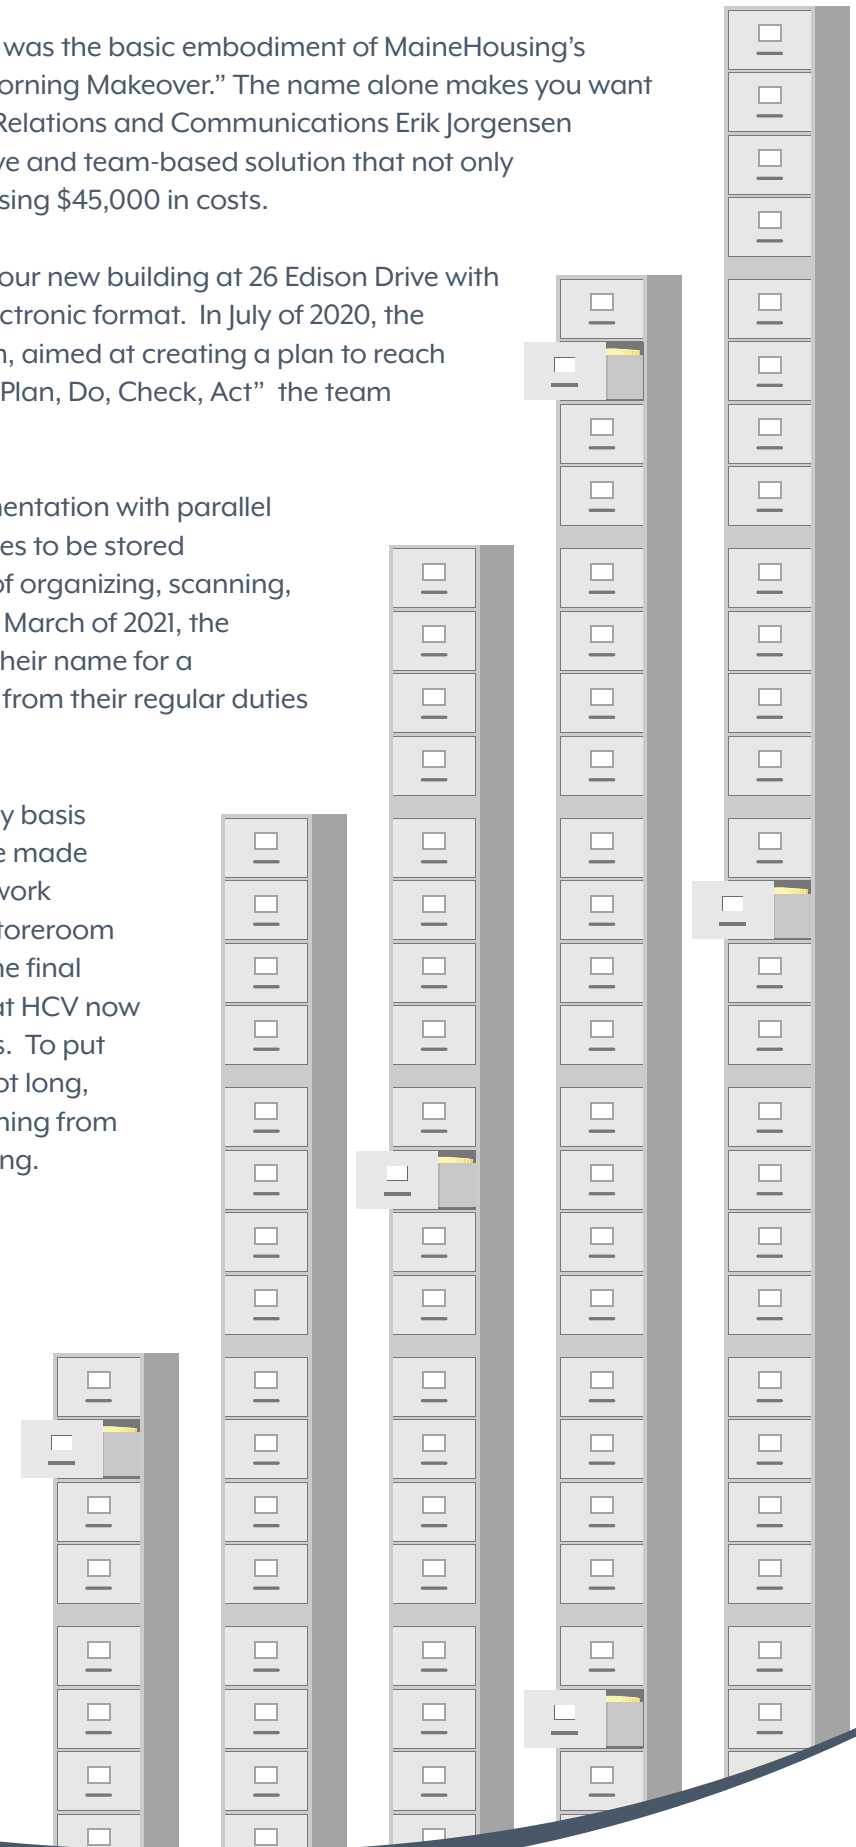 was the basic embodiment of MaineHousing’s
orning Makeover.” The name alone makes you want
Relations and Communications Erik Jorgensen
ve and team-based solution that not only
sing $45,000 in costs.
our new building at 26 Edison Drive with
ctronic format. In July of 2020, the
n, aimed at creating a plan to reach
Plan, Do, Check, Act” the team
entation with parallel
es to be stored
of organizing, scanning,
March of 2021, the
heir name for a
from their regular duties
y basis
e made
work
toreroom
he final
at HCV now
s. To put
ot long,
ning from
ng.